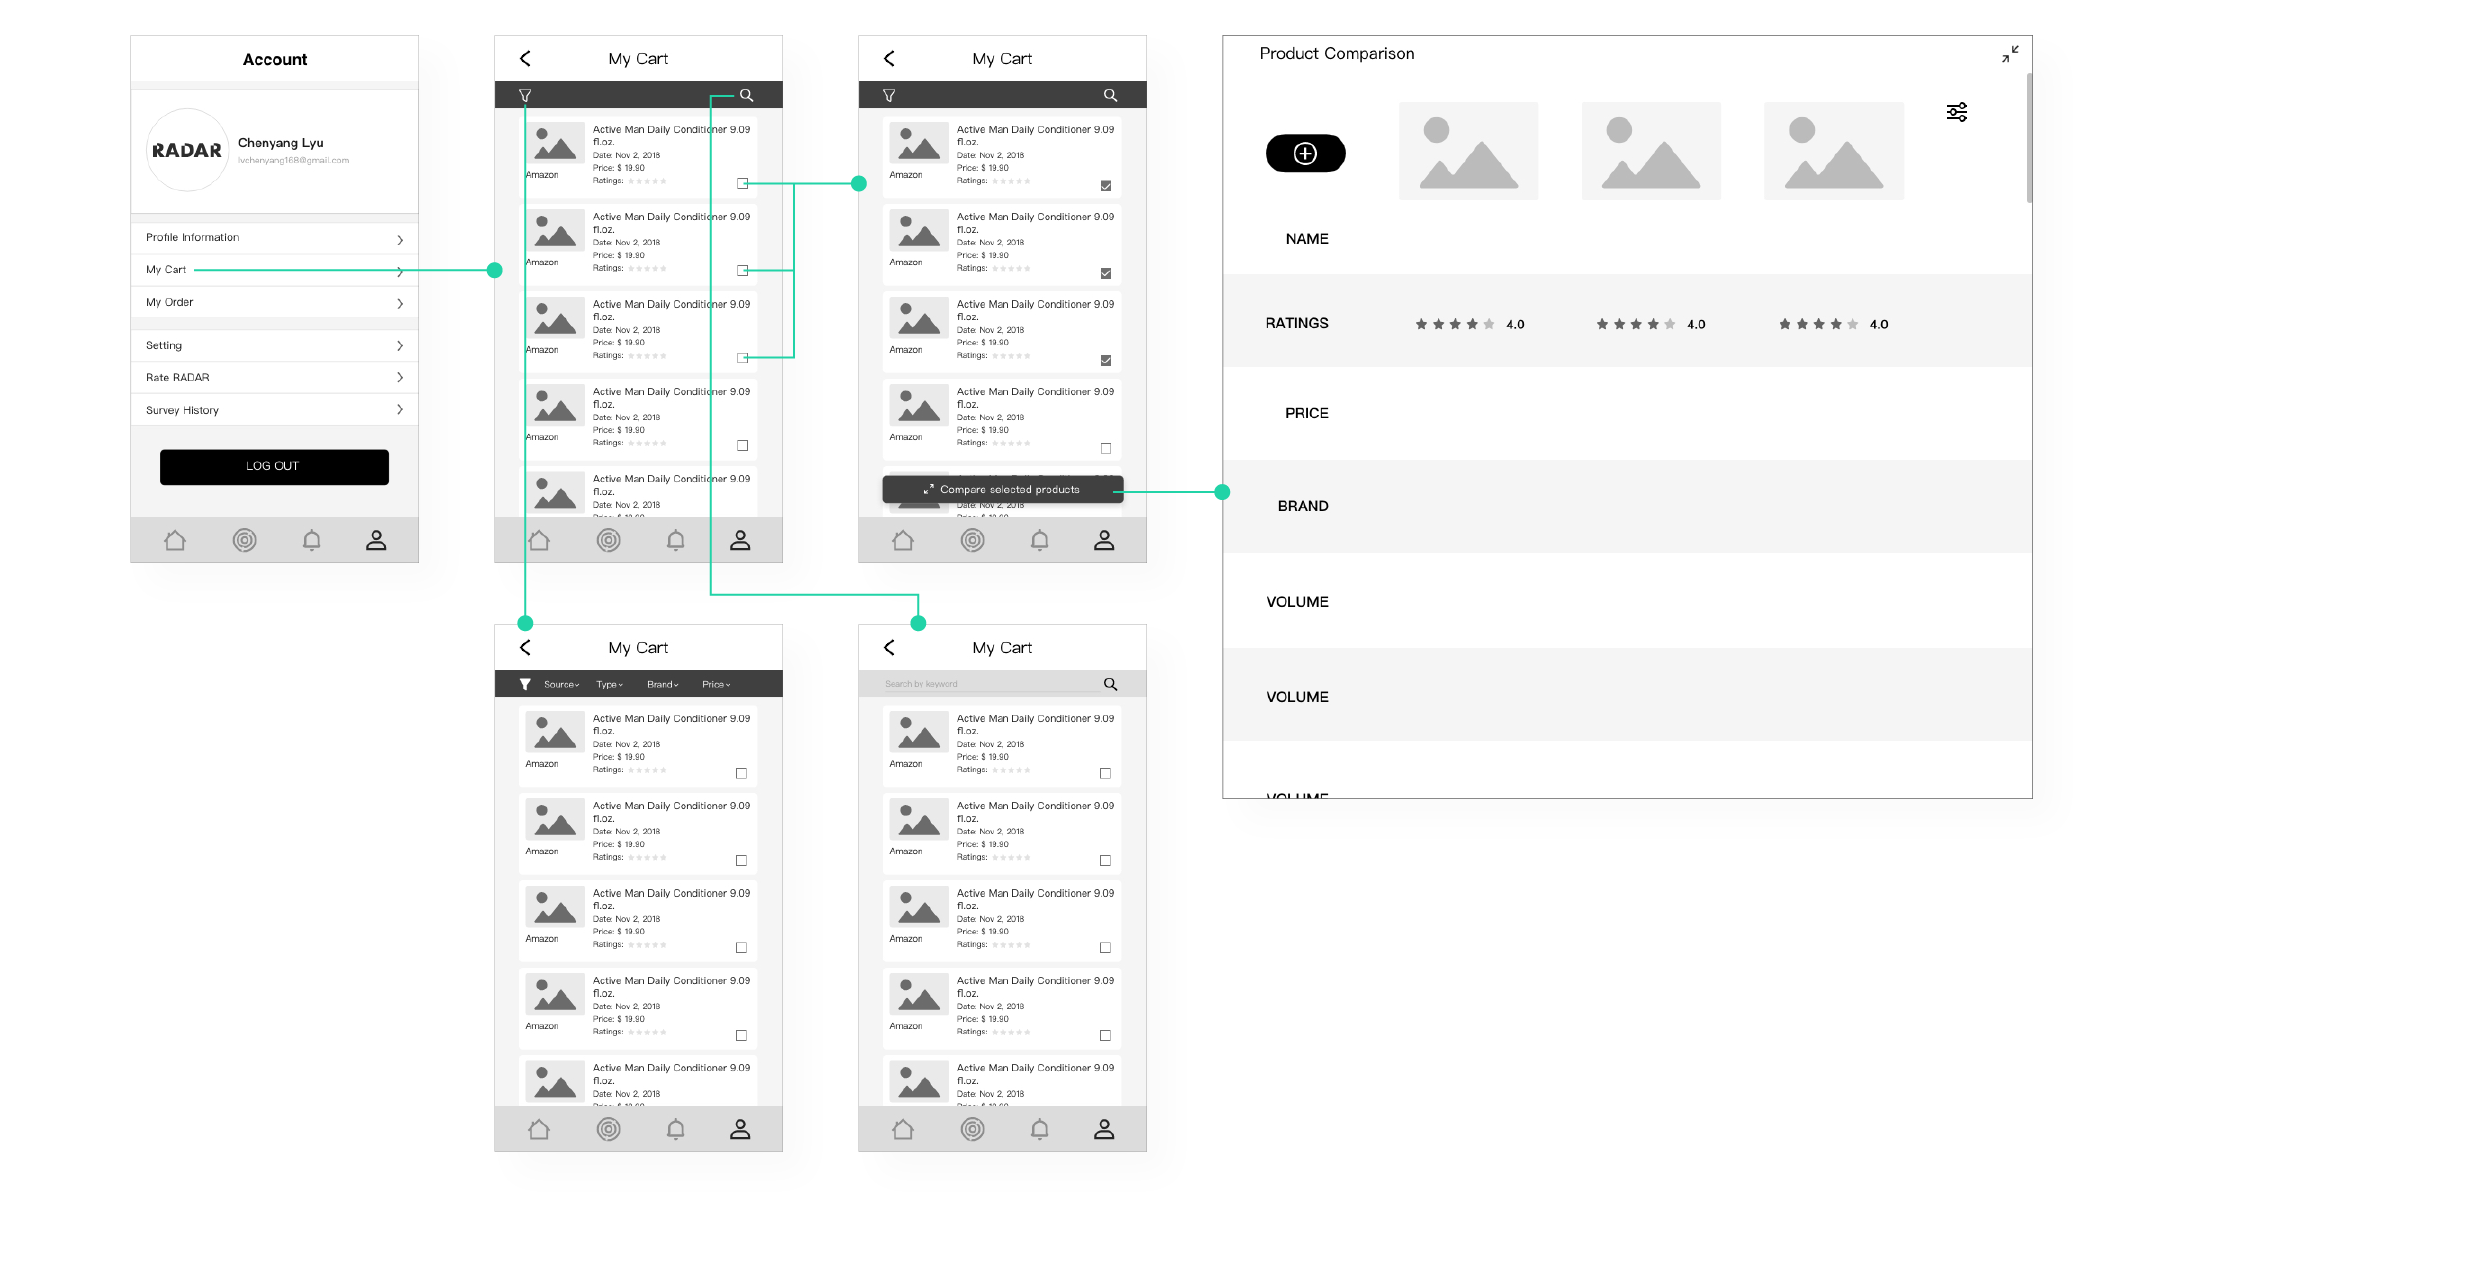 Account
RADAR
Chenyang Lyu
lvchenyang168@gmail.com
Profile Information
My Cart
My Order
Setting
Rate RADAR
Survey History
LOG OUT
My Cart
Active Man Daily Conditioner 9.09
fl.oz.
Date: Nov 2, 2018
Price: $ 19.90
Ratings:
Amazon
Active Man Daily Conditioner 9.09
fl.oz.
Date: Nov 2, 2018
Price: $ 19.90
Ratings:
Amazon
Active Man Daily Conditioner 9.09
fl.oz.
Date: Nov 2, 2018
Price: $ 19.90
Ratings:
Amazon
Active Man Daily Conditioner 9.09
fl.oz.
Date: Nov 2, 2018
Price: $ 19.90
Ratings:
Amazon
Active Man Daily Conditioner 9.09
fl.oz.
Date: Nov 2, 2018
Price: $ 19.90
My Cart
Active Man Daily Conditioner 9.09
fl.oz.
Date: Nov 2, 2018
Price: $ 19.90
Ratings:
Amazon
Active Man Daily Conditioner 9.09
fl.oz.
Date: Nov 2, 2018
Price: $ 19.90
Ratings:
Amazon
Active Man Daily Conditioner 9.09
fl.oz.
Date: Nov 2, 2018
Price: $ 19.90
Ratings:
Amazon
Active Man Daily Conditioner 9.09
fl.oz.
Date: Nov 2, 2018
Price: $ 19.90
Ratings:
Amazon
Compare selected products
Date: Nov 2, 2018
Product Comparison
NAME
RATINGS 4.0 4.0 4.0
PRICE
BRAND
VOLUME
VOLUME
VOLUME
My Cart
Source Type Brand Price
Active Man Daily Conditioner 9.09
fl.oz.
Date: Nov 2, 2018
Price: $ 19.90
Ratings:
Amazon
Active Man Daily Conditioner 9.09
fl.oz.
Date: Nov 2, 2018
Price: $ 19.90
Ratings:
Amazon
Active Man Daily Conditioner 9.09
fl.oz.
Date: Nov 2, 2018
Price: $ 19.90
Ratings:
Amazon
Active Man Daily Conditioner 9.09
fl.oz.
Date: Nov 2, 2018
Price: $ 19.90
Ratings:
Amazon
Active Man Daily Conditioner 9.09
fl.oz.
Date: Nov 2, 2018
Price: $ 19.90
My Cart
Search by keyword
Active Man Daily Conditioner 9.09
fl.oz.
Date: Nov 2, 2018
Price: $ 19.90
Ratings:
Amazon
Active Man Daily Conditioner 9.09
fl.oz.
Date: Nov 2, 2018
Price: $ 19.90
Ratings:
Amazon
Active Man Daily Conditioner 9.09
fl.oz.
Date: Nov 2, 2018
Price: $ 19.90
Ratings:
Amazon
Active Man Daily Conditioner 9.09
fl.oz.
Date: Nov 2, 2018
Price: $ 19.90
Ratings:
Amazon
Active Man Daily Conditioner 9.09
fl.oz.
Date: Nov 2, 2018
Price: $ 19.90